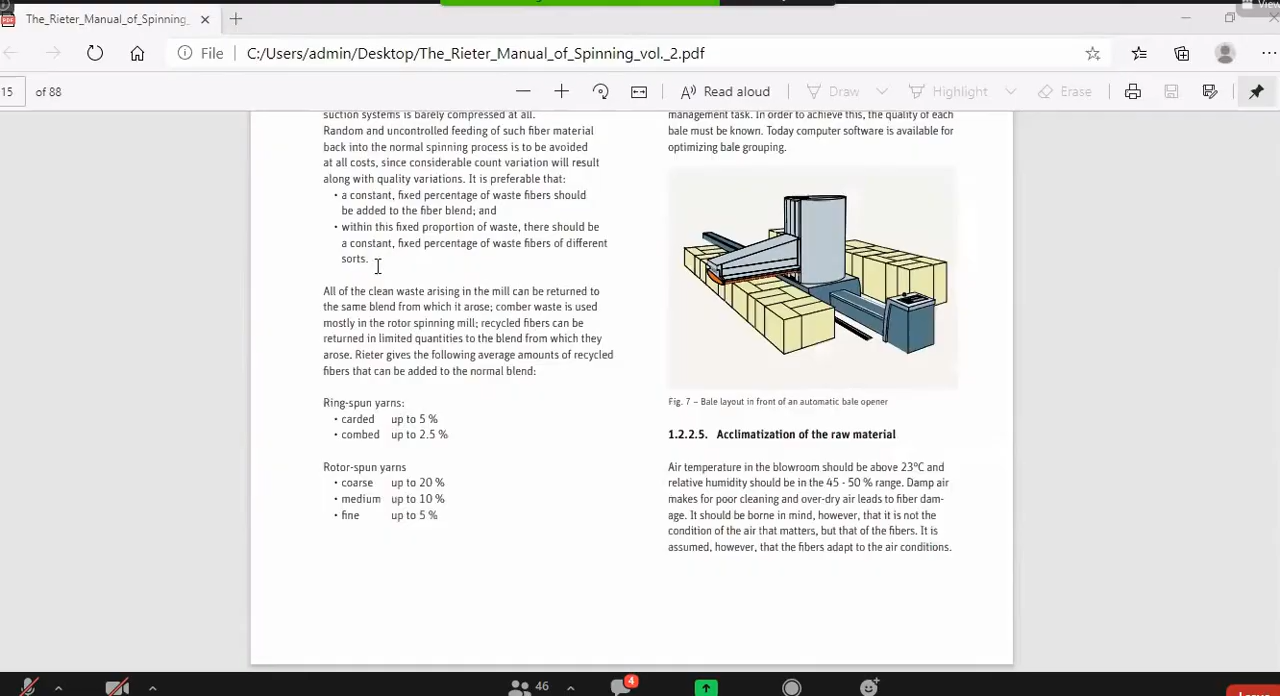 The_Rieter_Manual_of_Spinning_
View
File
C:/Users/admin/Desktop/The_Rieter_Manual_of_Spinning_vol._2.pdf
15 of 88
Read aloud
Draw
Highlight
Erase
suction systems is barely compressed at all.
Random and uncontrolled feeding of such fiber material
back into the normal spinning process is to be avoided
at all costs, since considerable count variation will result
along with quality variations. It is preferable that:
• a constant, fixed percentage of waste fibers should
be added to the fiber blend; and
• within this fixed proportion of waste, there should be
a constant, fixed percentage of waste fibers of different
sorts.
All of the clean waste arising in the mill can be returned to
the same blend from which it arose; comber waste is used
mostly in the rotor spinning mill; recycled fibers can be
returned in limited quantities to the blend from which they
arose. Rieter gives the following average amounts of recycled
fibers that can be added to the normal blend:
Ring-spun yarns:
• carded up to 5 %
• combed up to 2.5 %
Rotor-spun yarns
• coarse up to 20 %
• medium up to 10 %
• fine up to 5 %
management task. In order to achieve this, the quality of each
bale must be known. Today computer software is available for
optimizing bale grouping.
Fig. 7 – Bale layout in front of an automatic bale opener
1.2.2.5. Acclimatization of the raw material
Air temperature in the blowroom should be above 23°C and
relative humidity should be in the 45 - 50 % range. Damp air
makes for poor cleaning and over-dry air leads to fiber dam-
age. It should be borne in mind, however, that it is not the
condition of the air that matters, but that of the fibers. It is
assumed, however, that the fibers adapt to the air conditions.
46
4